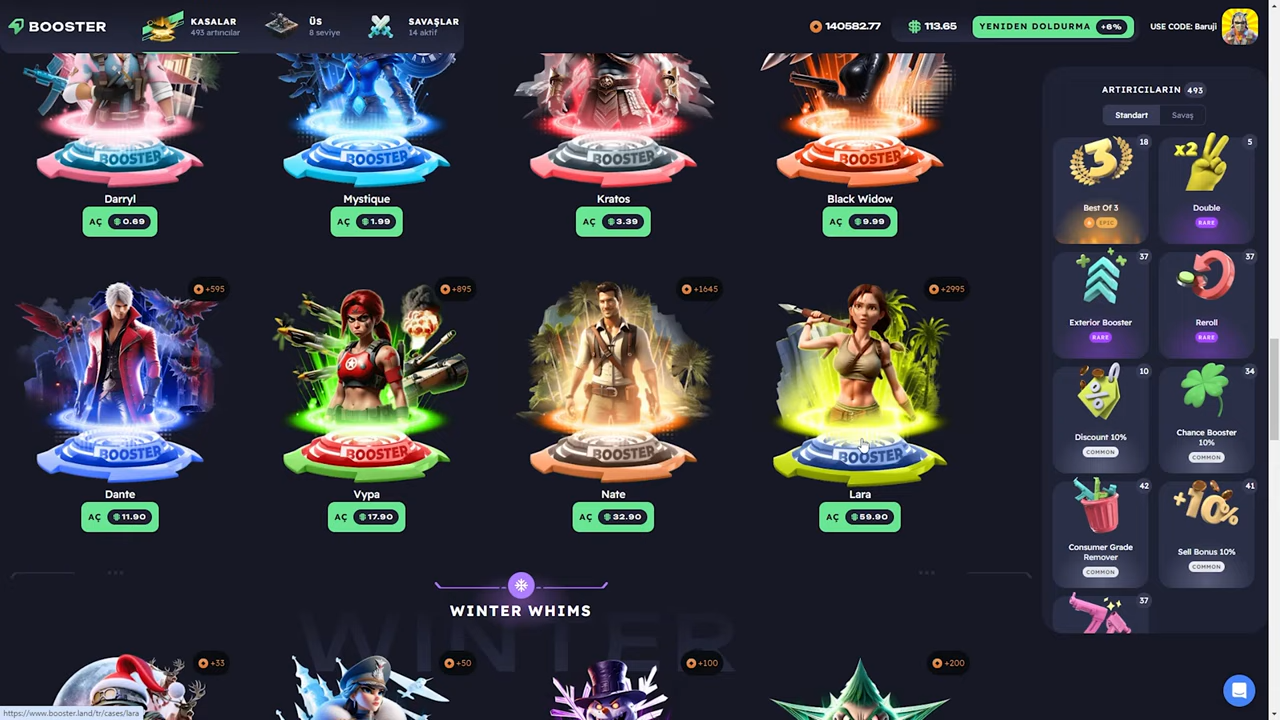 BOOSTER
KASALAR
493 artırıcılar
ÜS
8 seviye
SAVAŞLAR
14 aktif
140582.77
113.65
YENİDEN DOLDURMA +6%
USE CODE: Baruji
BOOSTER BOOSTER BOOSTER BOOSTER
Darryl Mystique Kratos Black Widow
AÇ 0.69 AÇ 1.99 AÇ 3.39 AÇ 9.99
+595 +895 +1645 +2995
BOOSTER BOOSTER BOOSTER BOOSTER
Dante Vypa Nate Lara
AÇ 11.90 AÇ 17.90 AÇ 32.90 AÇ 59.90
WINTER WHIMS
WINTER
+33 +50 +100 +200
ARTIRICILARIN 493
Standart Savaş
18 5
3 x2
Best Of 3 Double
EPIC RARE
37 37
Exterior Booster Reroll
RARE RARE
10 34
%
Discount 10% Chance Booster
10%
COMMON COMMON
42 41
+10%
Consumer Grade
Remover
Sell Bonus 10%
COMMON COMMON
37
https://www.booster.land/tr/cases/lara